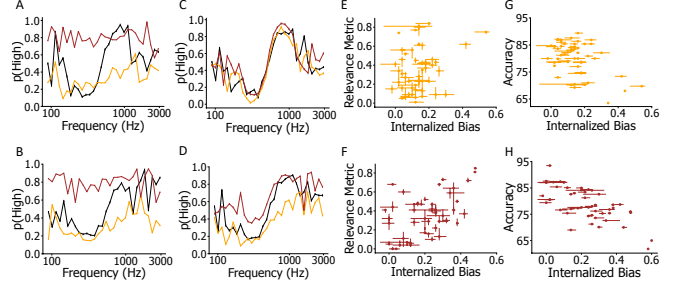 A
p(High)
1.0
0.8
0.6
0.4
0.2
0.0
100
1000
3000
Frequency (Hz)
C
p(High)
1.0
0.8
0.6
0.4
0.2
0.0
100
1000
3000
Frequency (Hz)
E
Relevance Metric
0.8
0.6
0.4
0.2
0.0
0.0
0.2
0.4
0.6
Internalized Bias
G
Accuracy
95
85
75
65
0.0
0.2
0.4
0.6
Internalized Bias
B
p(High)
1.0
0.8
0.6
0.4
0.2
0.0
100
1000
3000
Frequency (Hz)
D
p(High)
1.0
0.8
0.6
0.4
0.2
0.0
100
1000
3000
Frequency (Hz)
F
Relevance Metric
0.8
0.6
0.4
0.2
0.0
0.0
0.2
0.4
0.6
Internalized Bias
H
Accuracy
95
85
75
65
0.0
0.2
0.4
0.6
Internalized Bias